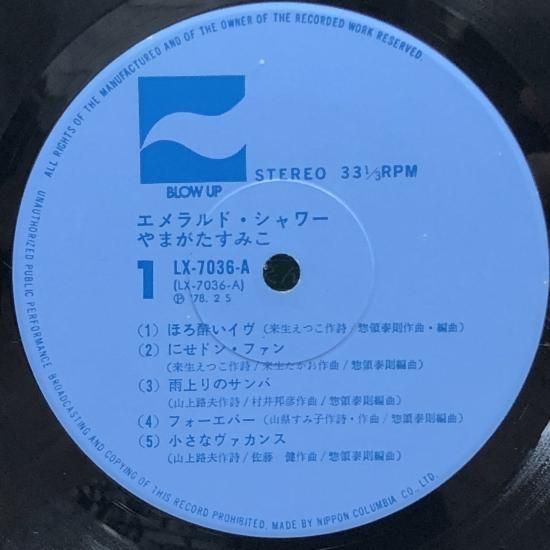 ALL RIGHTS OF THE MANUFACTURED AND OF THE OWNER OF THE RECORDED WORK RESERVED.
BLOW UP
STEREO 33 1/3 RPM
エメラルド・シャワー
やまがたすみこ
1 LX-7036-A
(LX-7036-A)
Ⓟ '78. 2 S
(1) ほろ酔いイヴ (来生えつこ作詩/惣領泰則作曲・編曲)
(2) にせドン・ファン
(来生えつこ作詩/来生たかお作曲/惣領泰則編曲)
(3) 雨上りのサンバ
(山上路夫作詩/村井邦彦作曲/惣領泰則編曲)
(4) フォーエバー (山県すみ子作詩・作曲/惣領泰則編曲)
(5) 小さなヴァカンス
(山上路夫作詩/佐藤 健作曲/惣領泰則編曲)
UNAUTHORIZED PUBLIC PERFORMANCE BROADCASTING AND COPYING OF THIS RECORD PROHIBITED. MADE BY NIPPON COLUMBIA CO., LTD.